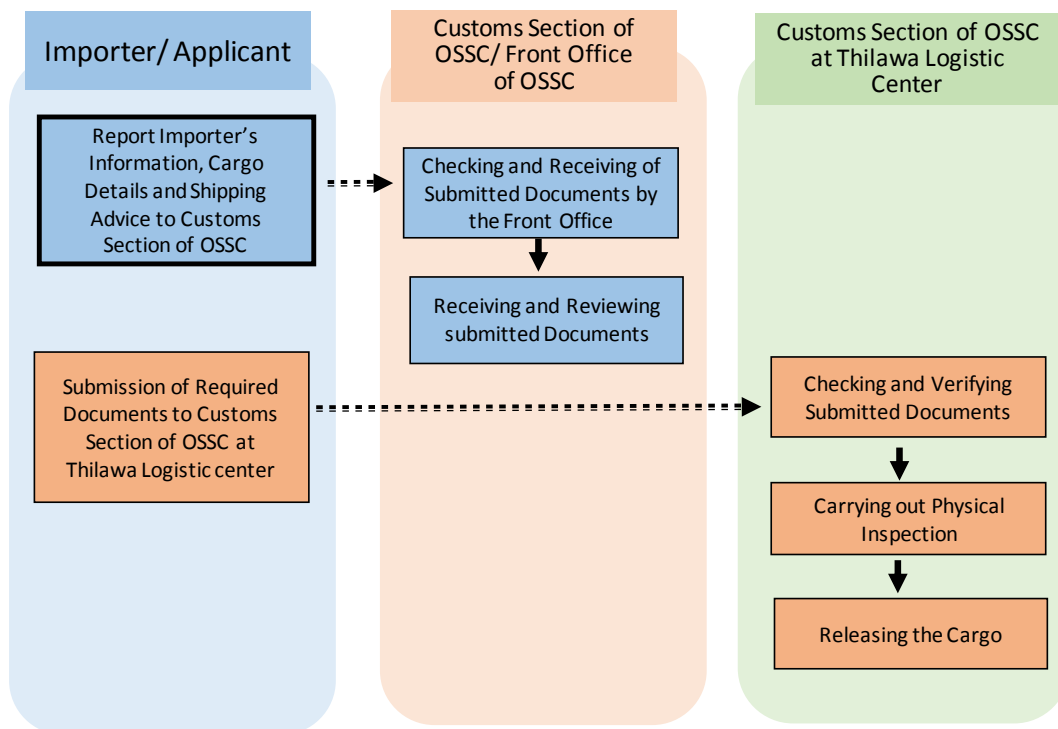 Importer/ Applicant
Customs Section of
OSSC/ Front Office
of OSSC
Customs Section of OSSC
at Thilawa Logistic
Center
Report Importer’s
Information, Cargo
Details and Shipping
Advice to Customs
Section of OSSC
Checking and Receiving of
Submitted Documents by
the Front Office
Receiving and Reviewing
submitted Documents
Submission of Required
Documents to Customs
Section of OSSC at
Thilawa Logistic center
Checking and Verifying
Submitted Documents
Carrying out Physical
Inspection
Releasing the Cargo